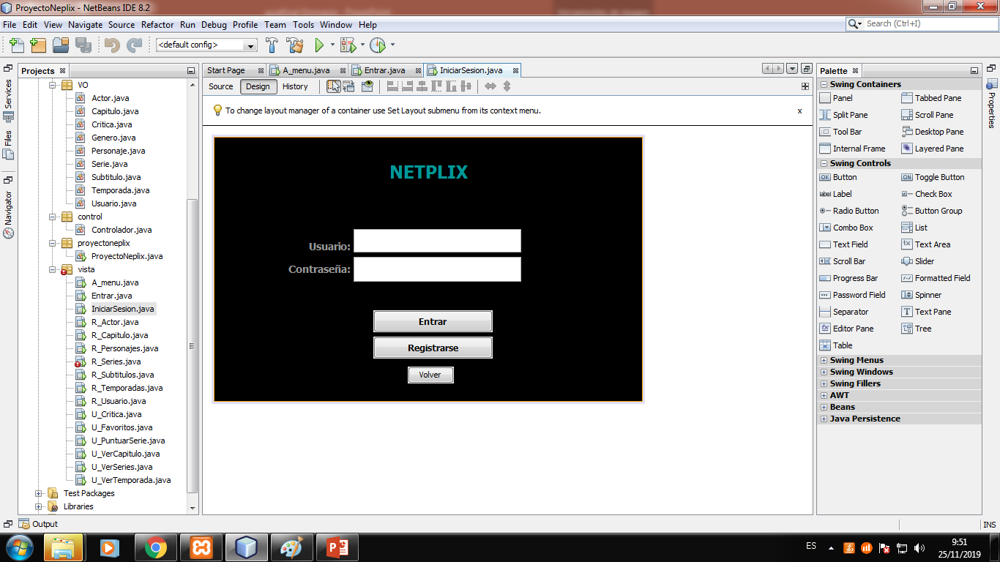 ProyectoNeplix - NetBeans IDE 8.2
File Edit View Navigate Source Refactor Run Debug Profile Team Tools Window Help
Search (Ctrl+I)
<default config>
Projects
Start Page A_menu.java Entrar.java IniciarSesion.java
Source Design History
To change layout manager of a container use Set Layout submenu from its context menu.
x
Services
Files
Navigator
VO
Actor.java
Capitulo.java
Critica.java
Genero.java
Personaje.java
Serie.java
Subtitulo.java
Temporada.java
Usuario.java
control
Controlador.java
proyectoneplix
ProyectoNeplix.java
vista
A_menu.java
Entrar.java
IniciarSesion.java
R_Actor.java
R_Capitulo.java
R_Personajes.java
R_Series.java
R_Subtitulos.java
R_Temporadas.java
R_Usuario.java
U_Critica.java
U_Favoritos.java
U_PuntuarSerie.java
U_VerCapitulo.java
U_VerSeries.java
U_VerTemporada.java
Test Packages
Libraries
NETPLIX
Usuario:
Contraseña:
Entrar
Registrarse
Volver
Palette
Swing Containers
Panel Tabbed Pane
Split Pane Scroll Pane
Tool Bar Desktop Pane
Internal Frame Layered Pane
Swing Controls
OK Button ON Toggle Button
label Label Check Box
Radio Button Button Group
Combo Box List
Text Field Text Area
Scroll Bar Slider
Progress Bar Formatted Field
Password Field Spinner
Separator Text Pane
Editor Pane Tree
Table
Swing Menus
Swing Windows
Swing Fillers
AWT
Beans
Java Persistence
Properties
Output
INS
ES
9:51
25/11/2019